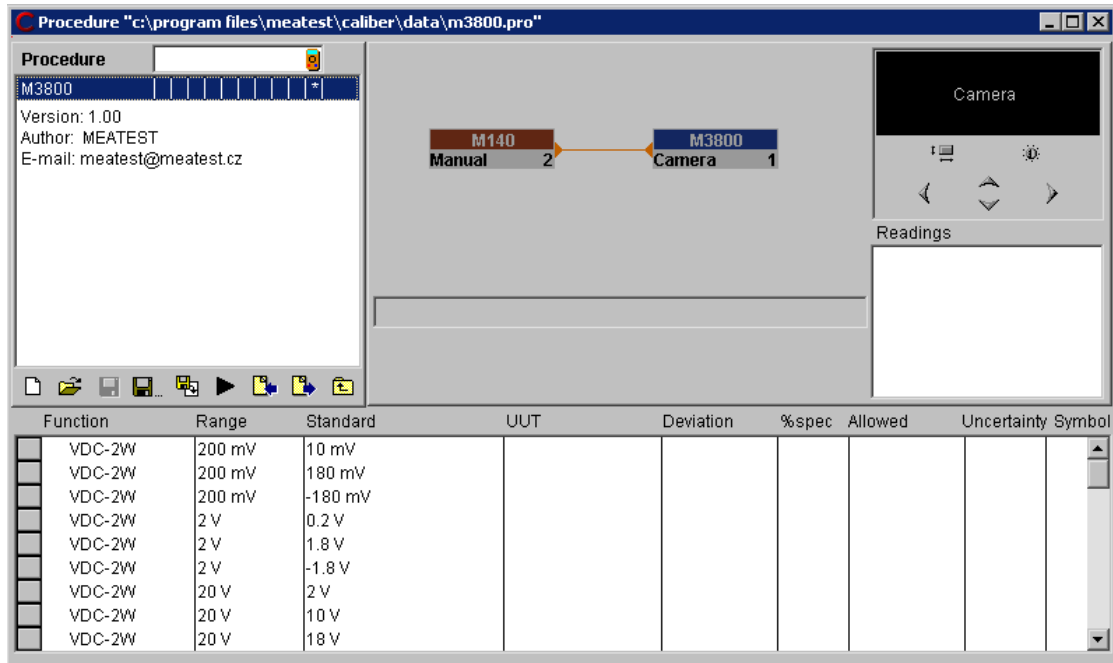 Procedure "c:\program files\meatest\caliber\data\m3800.pro"
Procedure
M3800 *
Version: 1.00
Author: MEATEST
E-mail: meatest@meatest.cz
M140
Manual 2
M3800
Camera 1
Camera
Readings
Function Range Standard UUT Deviation %spec Allowed Uncertainty Symbol
VDC-2W 200 mV 10 mV
VDC-2W 200 mV 180 mV
VDC-2W 200 mV -180 mV
VDC-2W 2 V 0.2 V
VDC-2W 2 V 1.8 V
VDC-2W 2 V -1.8 V
VDC-2W 20 V 2 V
VDC-2W 20 V 10 V
VDC-2W 20 V 18 V